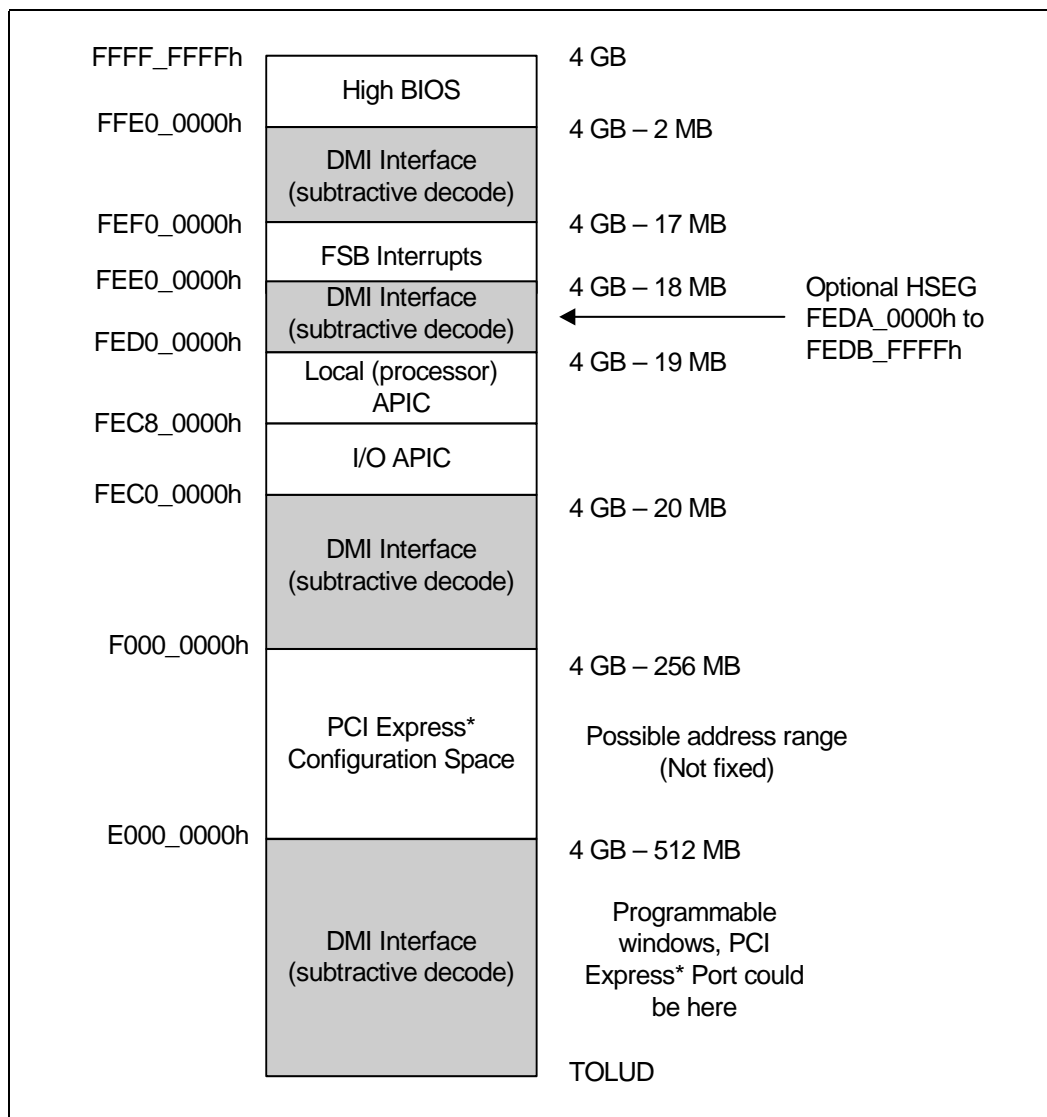 FFFF_FFFFh
4 GB
High BIOS
FFE0_0000h
4 GB – 2 MB
DMI Interface
(subtractive decode)
FEF0_0000h
4 GB – 17 MB
FSB Interrupts
FEE0_0000h
4 GB – 18 MB
DMI Interface
(subtractive decode)
Optional HSEG
FEDA_0000h to
FEDB_FFFFh
FED0_0000h
4 GB – 19 MB
Local (processor)
APIC
FEC8_0000h
I/O APIC
FEC0_0000h
4 GB – 20 MB
DMI Interface
(subtractive decode)
F000_0000h
4 GB – 256 MB
PCI Express*
Configuration Space
Possible address range
(Not fixed)
E000_0000h
4 GB – 512 MB
DMI Interface
(subtractive decode)
Programmable
windows, PCI
Express* Port could
be here
TOLUD